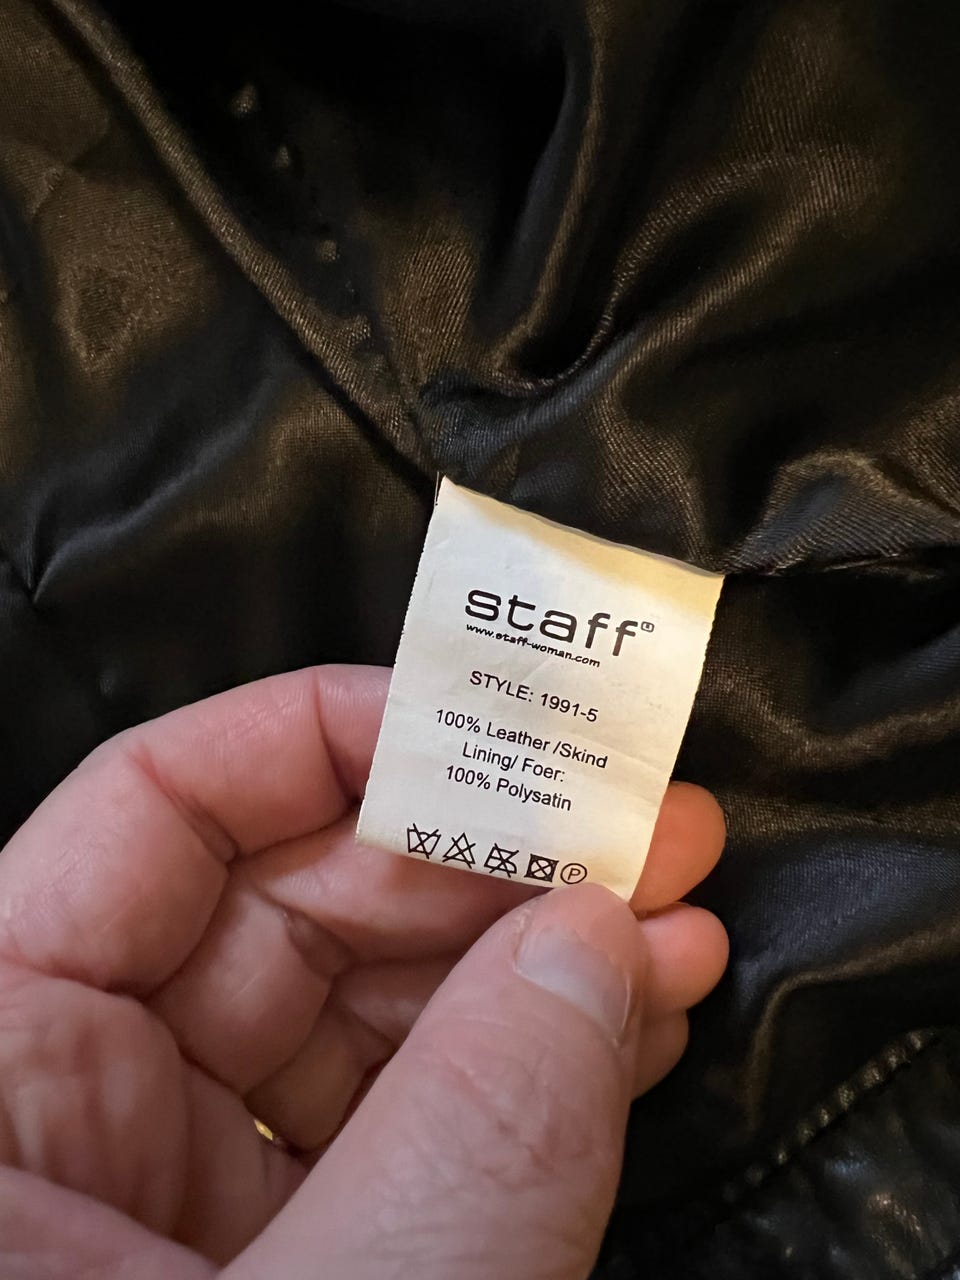 staff
www.staff-woman.com
STYLE: 1991-5
100% Leather /Skind
Lining/ Foer:
100% Polysatin
P